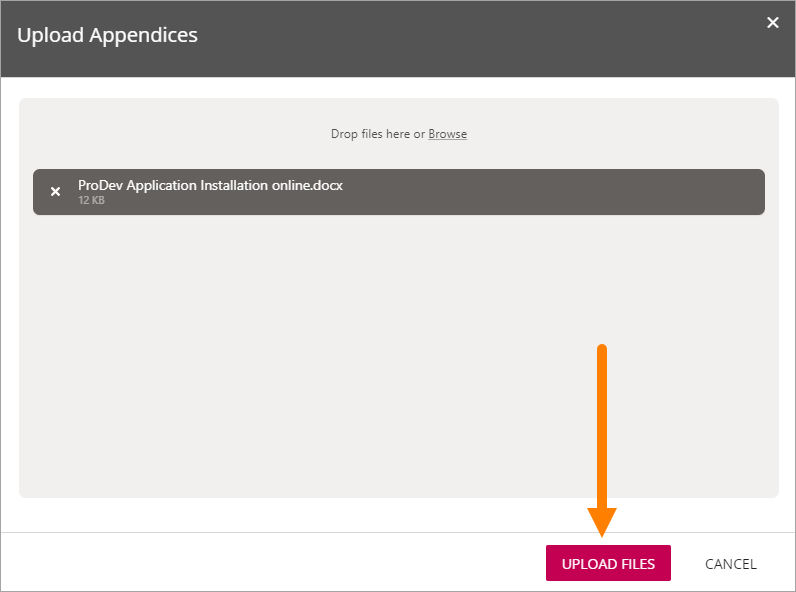 Upload Appendices
Drop files here or Browse
ProDev Application Installation online.docx
12 KB
UPLOAD FILES
CANCEL